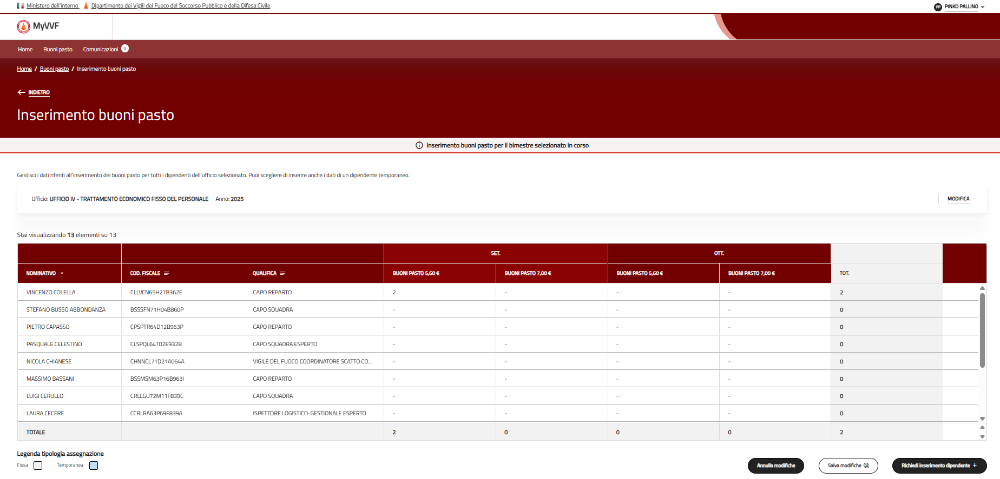 Ministero dell'interno Dipartimento dei Vigili del Fuoco del Soccorso Pubblico e della Difesa Civile PP PINKO PALLINO
MyVVF
Home Buoni pasto Comunicazioni 0
Home / Buoni pasto / Inserimento buoni pasto
INDIETRO
Inserimento buoni pasto
Inserimento buoni pasto per il bimestre selezionato in corso
Gestisci i dati riferiti all'inserimento dei buoni pasto per tutti i dipendenti dell'ufficio selezionato. Puoi scegliere di inserire anche i dati di un dipendente temporaneo.
Ufficio: UFFICIO IV - TRATTAMENTO ECONOMICO FISSO DEL PERSONALE Anno: 2025 MODIFICA
Stai visualizzando 13 elementi su 13
SET. OTT.
NOMINATIVO COD. FISCALE QUALIFICA BUONI PASTO 5,60 € BUONI PASTO 7,00 € BUONI PASTO 5,60 € BUONI PASTO 7,00 € TOT.
VINCENZO COLELLA CLLVCN65H27B362E CAPO REPARTO 2 - - - 2
STEFANO BUSSO ABBONDANZA BSSSFN71H04B860P CAPO SQUADRA - - - - 0
PIETRO CAPASSO CPSPTR64D12B963P CAPO REPARTO - - - - 0
PASQUALE CELESTINO CLSPQL64T02E932B CAPO SQUADRA ESPERTO - - - - 0
NICOLA CHIANESE CHNNCL71D21A064A VIGILE DEL FUOCO COORDINATORE SCATTO CO... - - - - 0
MASSIMO BASSANI BSSMSM63P16B963I CAPO REPARTO - - - - 0
LUIGI CERULLO CRLLGU72M11F839C CAPO SQUADRA - - - - 0
LAURA CECERE CCRLRA63P69F839A ISPETTORE LOGISTICO-GESTIONALE ESPERTO - - - - 0
TOTALE 2 0 0 0 2
Legenda tipologia assegnazione
Fissa Temporanea
Annulla modifiche Salva modifiche Richiedi inserimento dipendente +